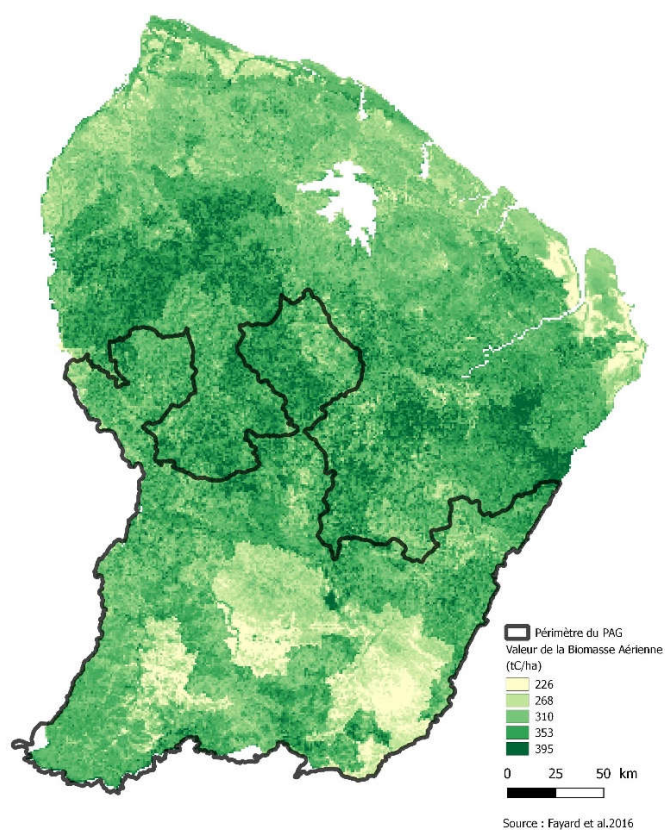 Périmètre du PAG
Valeur de la Biomasse Aérienne
(tC/ha)
226
268
310
353
395
0 25 50 km
Source : Fayard et al.2016